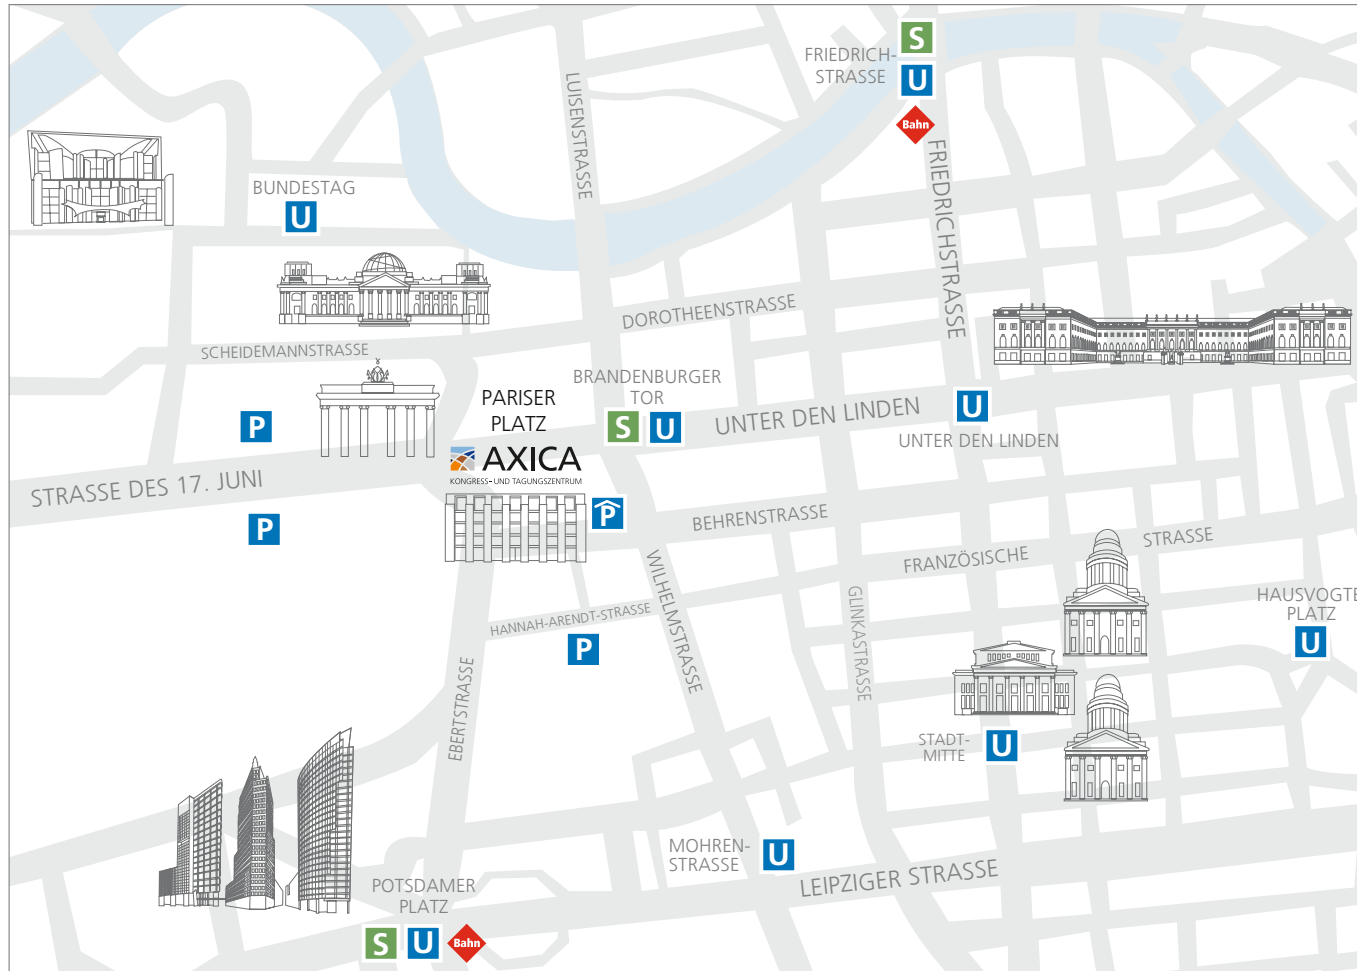 S
FRIEDRICH-
STRASSE
U
Bahn
LUISENSTRASSE
FRIEDRICHSTRASSE
BUNDESTAG
U
DOROTHEENSTRASSE
SCHEIDEMANNSTRASSE
BRANDENBURGER
TOR
S U
PARISER
PLATZ
UNTER DEN LINDEN
U
UNTER DEN LINDEN
P
AXICA
KONGRESS- UND TAGUNGSZENTRUM
STRASSE DES 17. JUNI
P
P
BEHRENSTRASSE
FRANZÖSISCHE
STRASSE
WILHELMSTRASSE
GLINKASTRASSE
HAUSVOGTE
PLATZ
U
HANNAH-ARENDT-STRASSE
P
EBERTSTRASSE
STADT-
MITTE
U
MOHREN-
STRASSE
U
LEIPZIGER STRASSE
POTSDAMER
PLATZ
S U Bahn